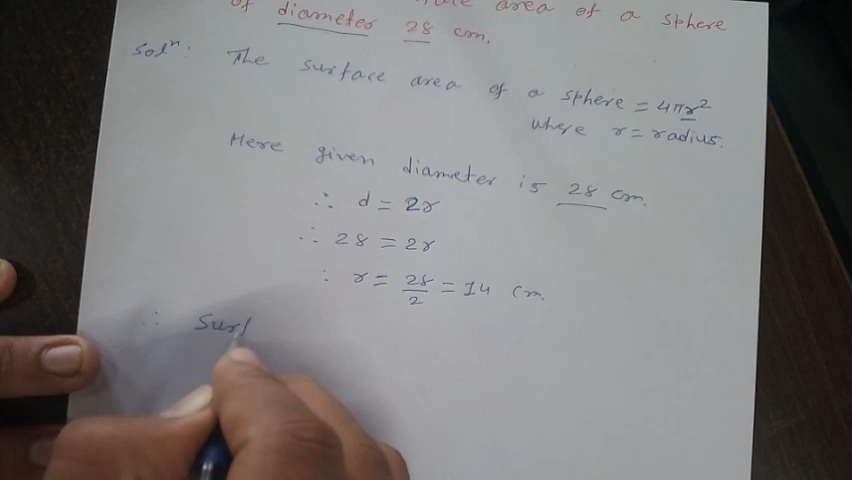 area of a sphere
of diameter 28 cm.
Solⁿ: The surface area of a sphere = 4πr²
where r = radius.
Here given diameter is 28 cm.
∴ d = 2r
∴ 28 = 2r
∴ r = 28/2 = 14 cm.
∴ Surf